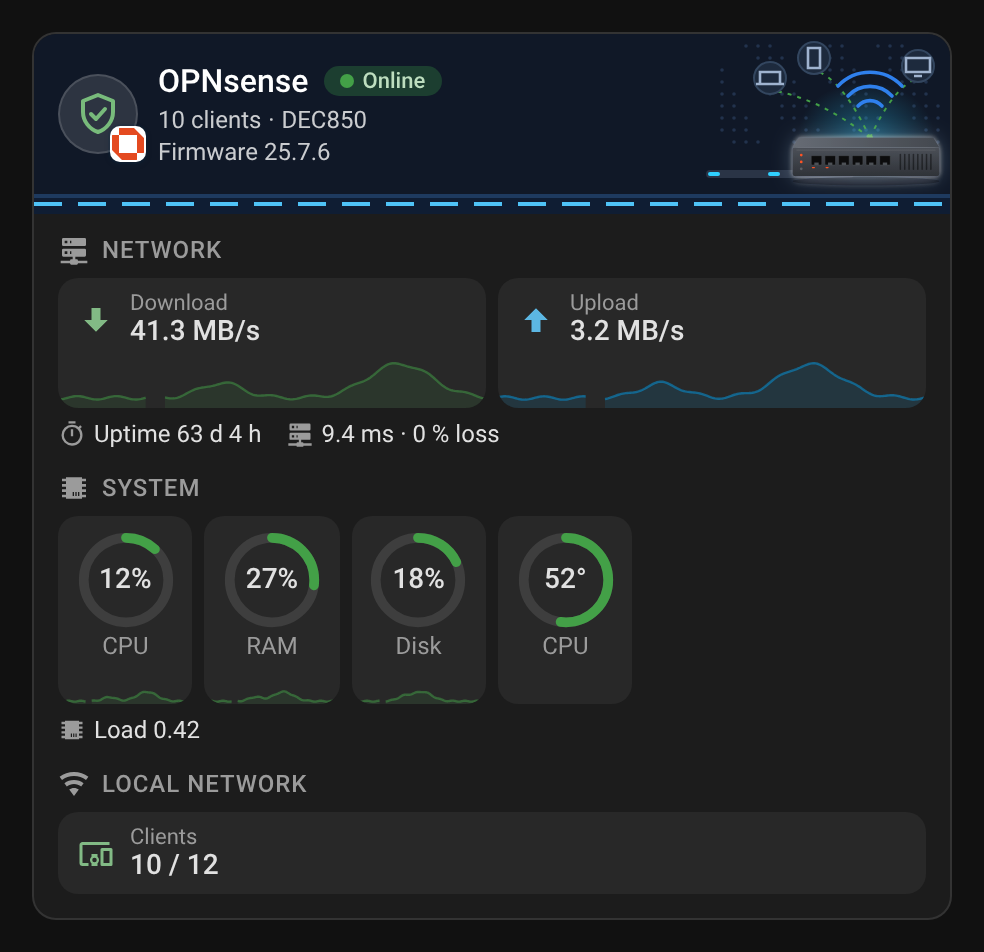 OPNsense
Online
10 clients · DEC850
Firmware 25.7.6
NETWORK
Download
41.3 MB/s
Upload
3.2 MB/s
Uptime 63 d 4 h
9.4 ms · 0 % loss
SYSTEM
12%
CPU
27%
RAM
18%
Disk
52°
CPU
Load 0.42
LOCAL NETWORK
Clients
10 / 12